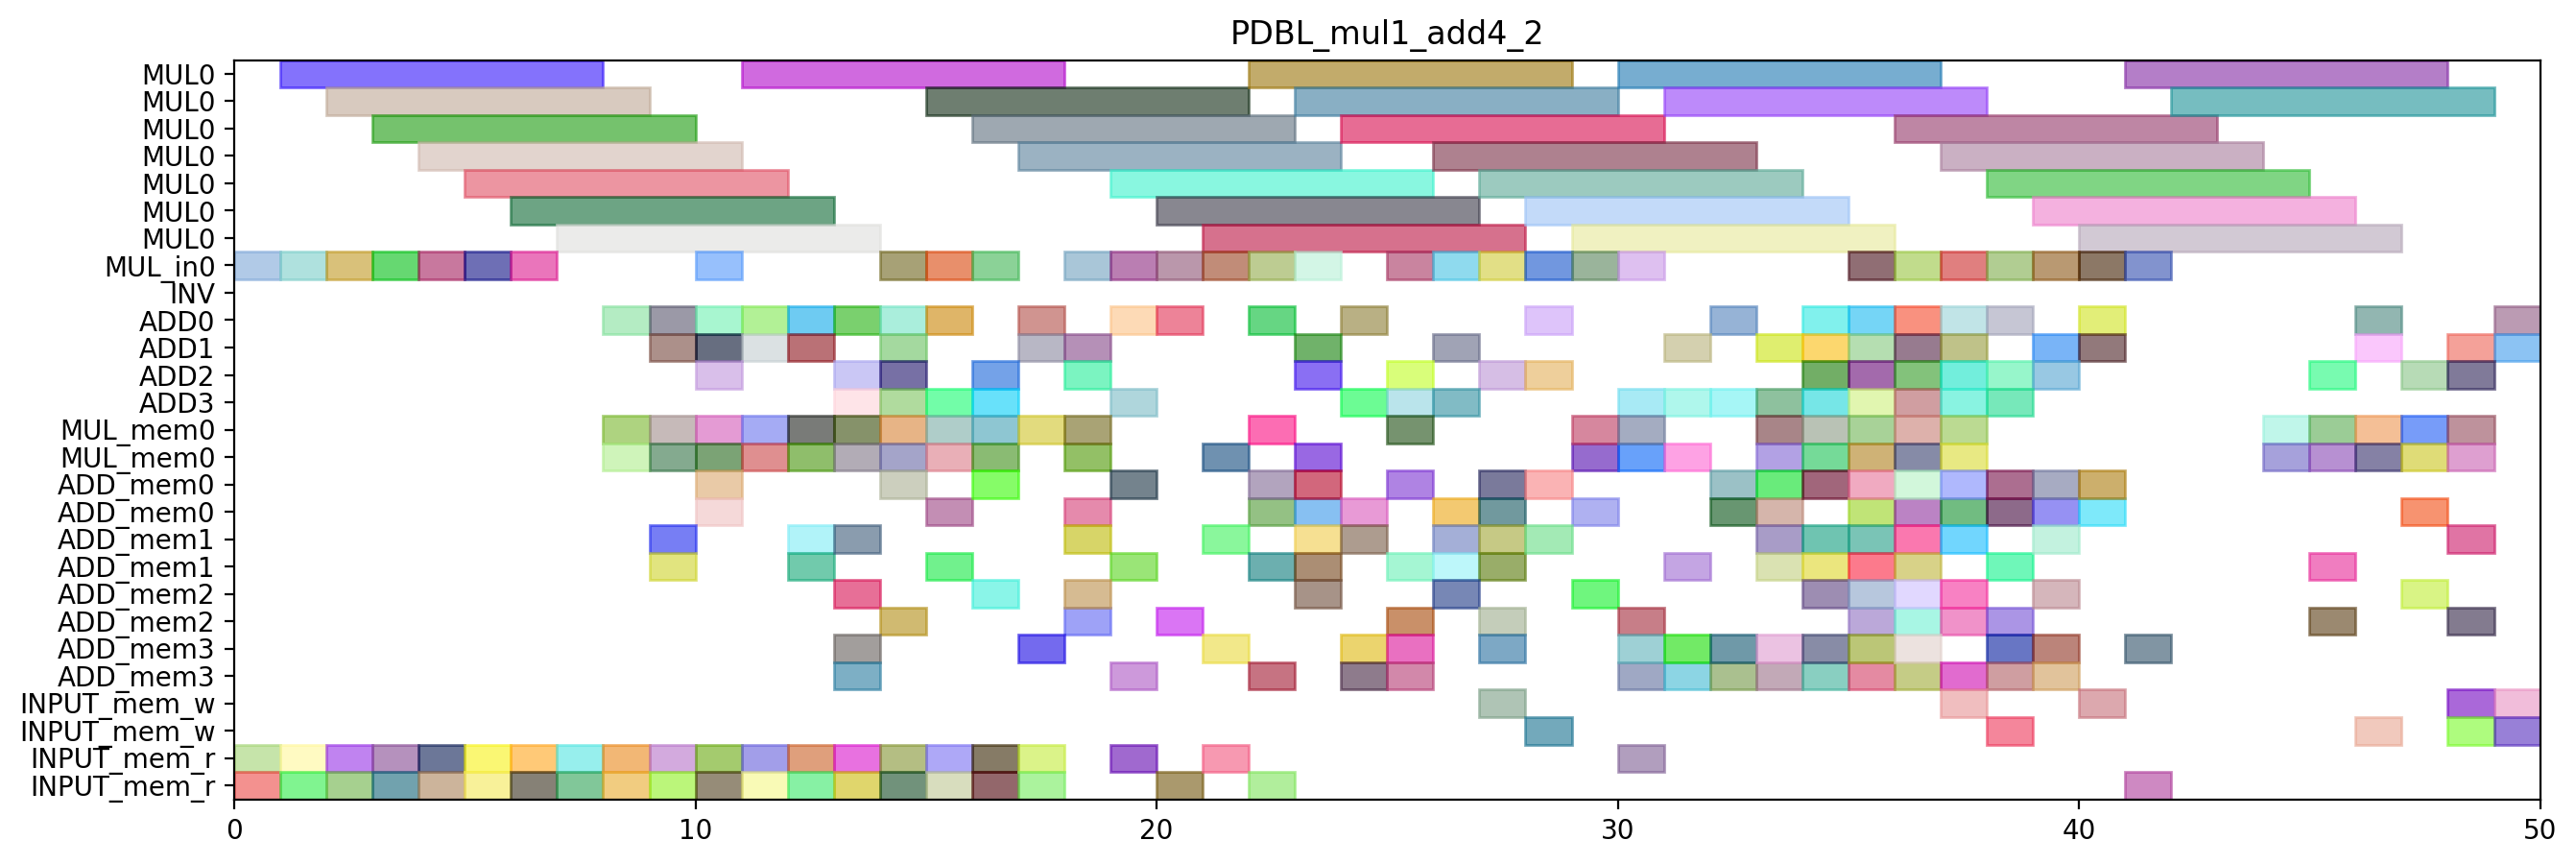 PDBL_mul1_add4_2
MUL0
MUL0
MUL0
MUL0
MUL0
MUL0
MUL0
MUL_in0
INV
ADD0
ADD1
ADD2
ADD3
MUL_mem0
MUL_mem0
ADD_mem0
ADD_mem0
ADD_mem1
ADD_mem1
ADD_mem2
ADD_mem2
ADD_mem3
ADD_mem3
INPUT_mem_w
INPUT_mem_w
INPUT_mem_r
INPUT_mem_r
0 10 20 30 40 50